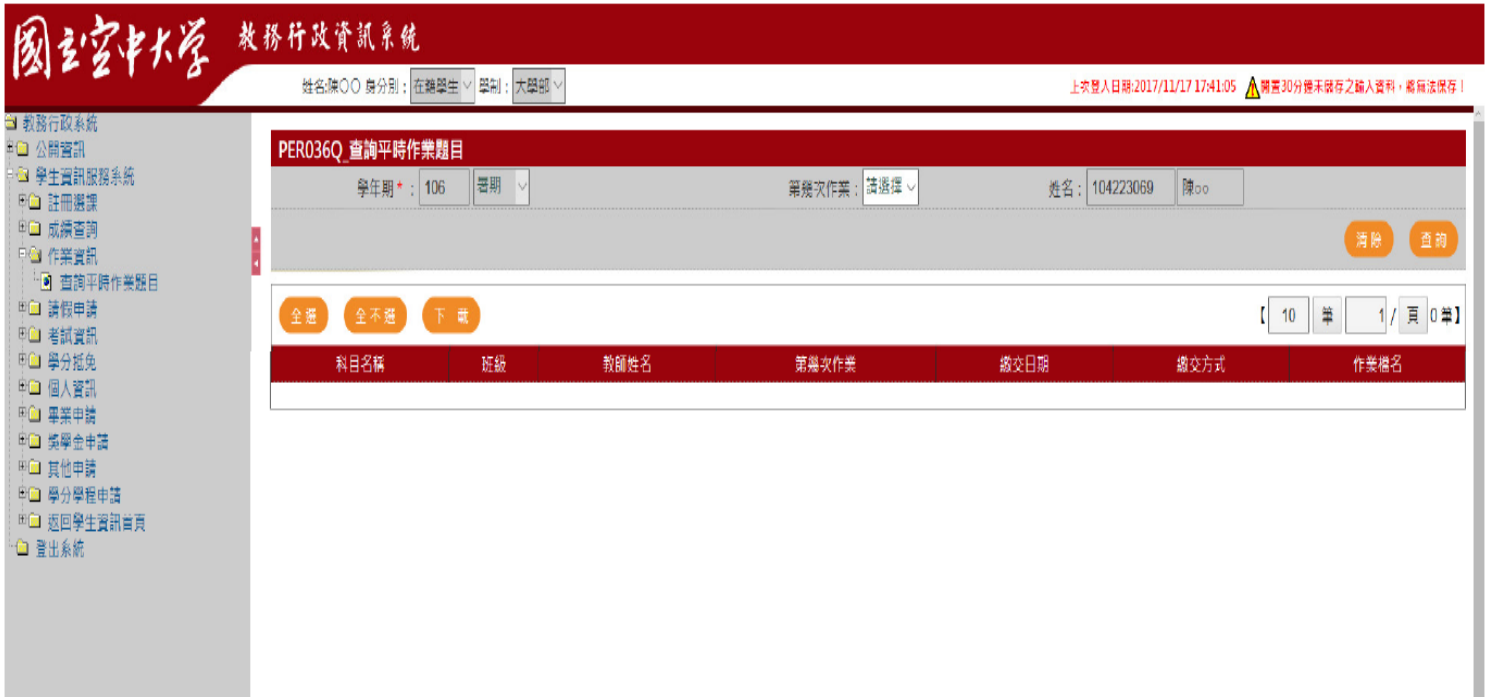 國立空中大学 教務行政資訊系統
姓名:陳○○ 身分別：在籍學生 學制：大學部
上次登入日期:2017/11/17 17:41:05 閒置30分鐘未儲存之輸入資料，將無法保存！
教務行政系統
公開資訊
學生資訊服務系統
註冊選課
成績查詢
作業資訊
查詢平時作業題目
請假申請
考試資訊
學分抵免
個人資訊
畢業申請
獎學金申請
其他申請
學分學程申請
返回學生資訊首頁
登出系統
PER036Q_查詢平時作業題目
學年期*：106 暑期 第幾次作業：請選擇 姓名：104223069 陳○○
清除 查詢
全選 全不選 下載
【10 筆 1/ 頁 0筆】
科目名稱 班級 教師姓名 第幾次作業 繳交日期 繳交方式 作業檔名